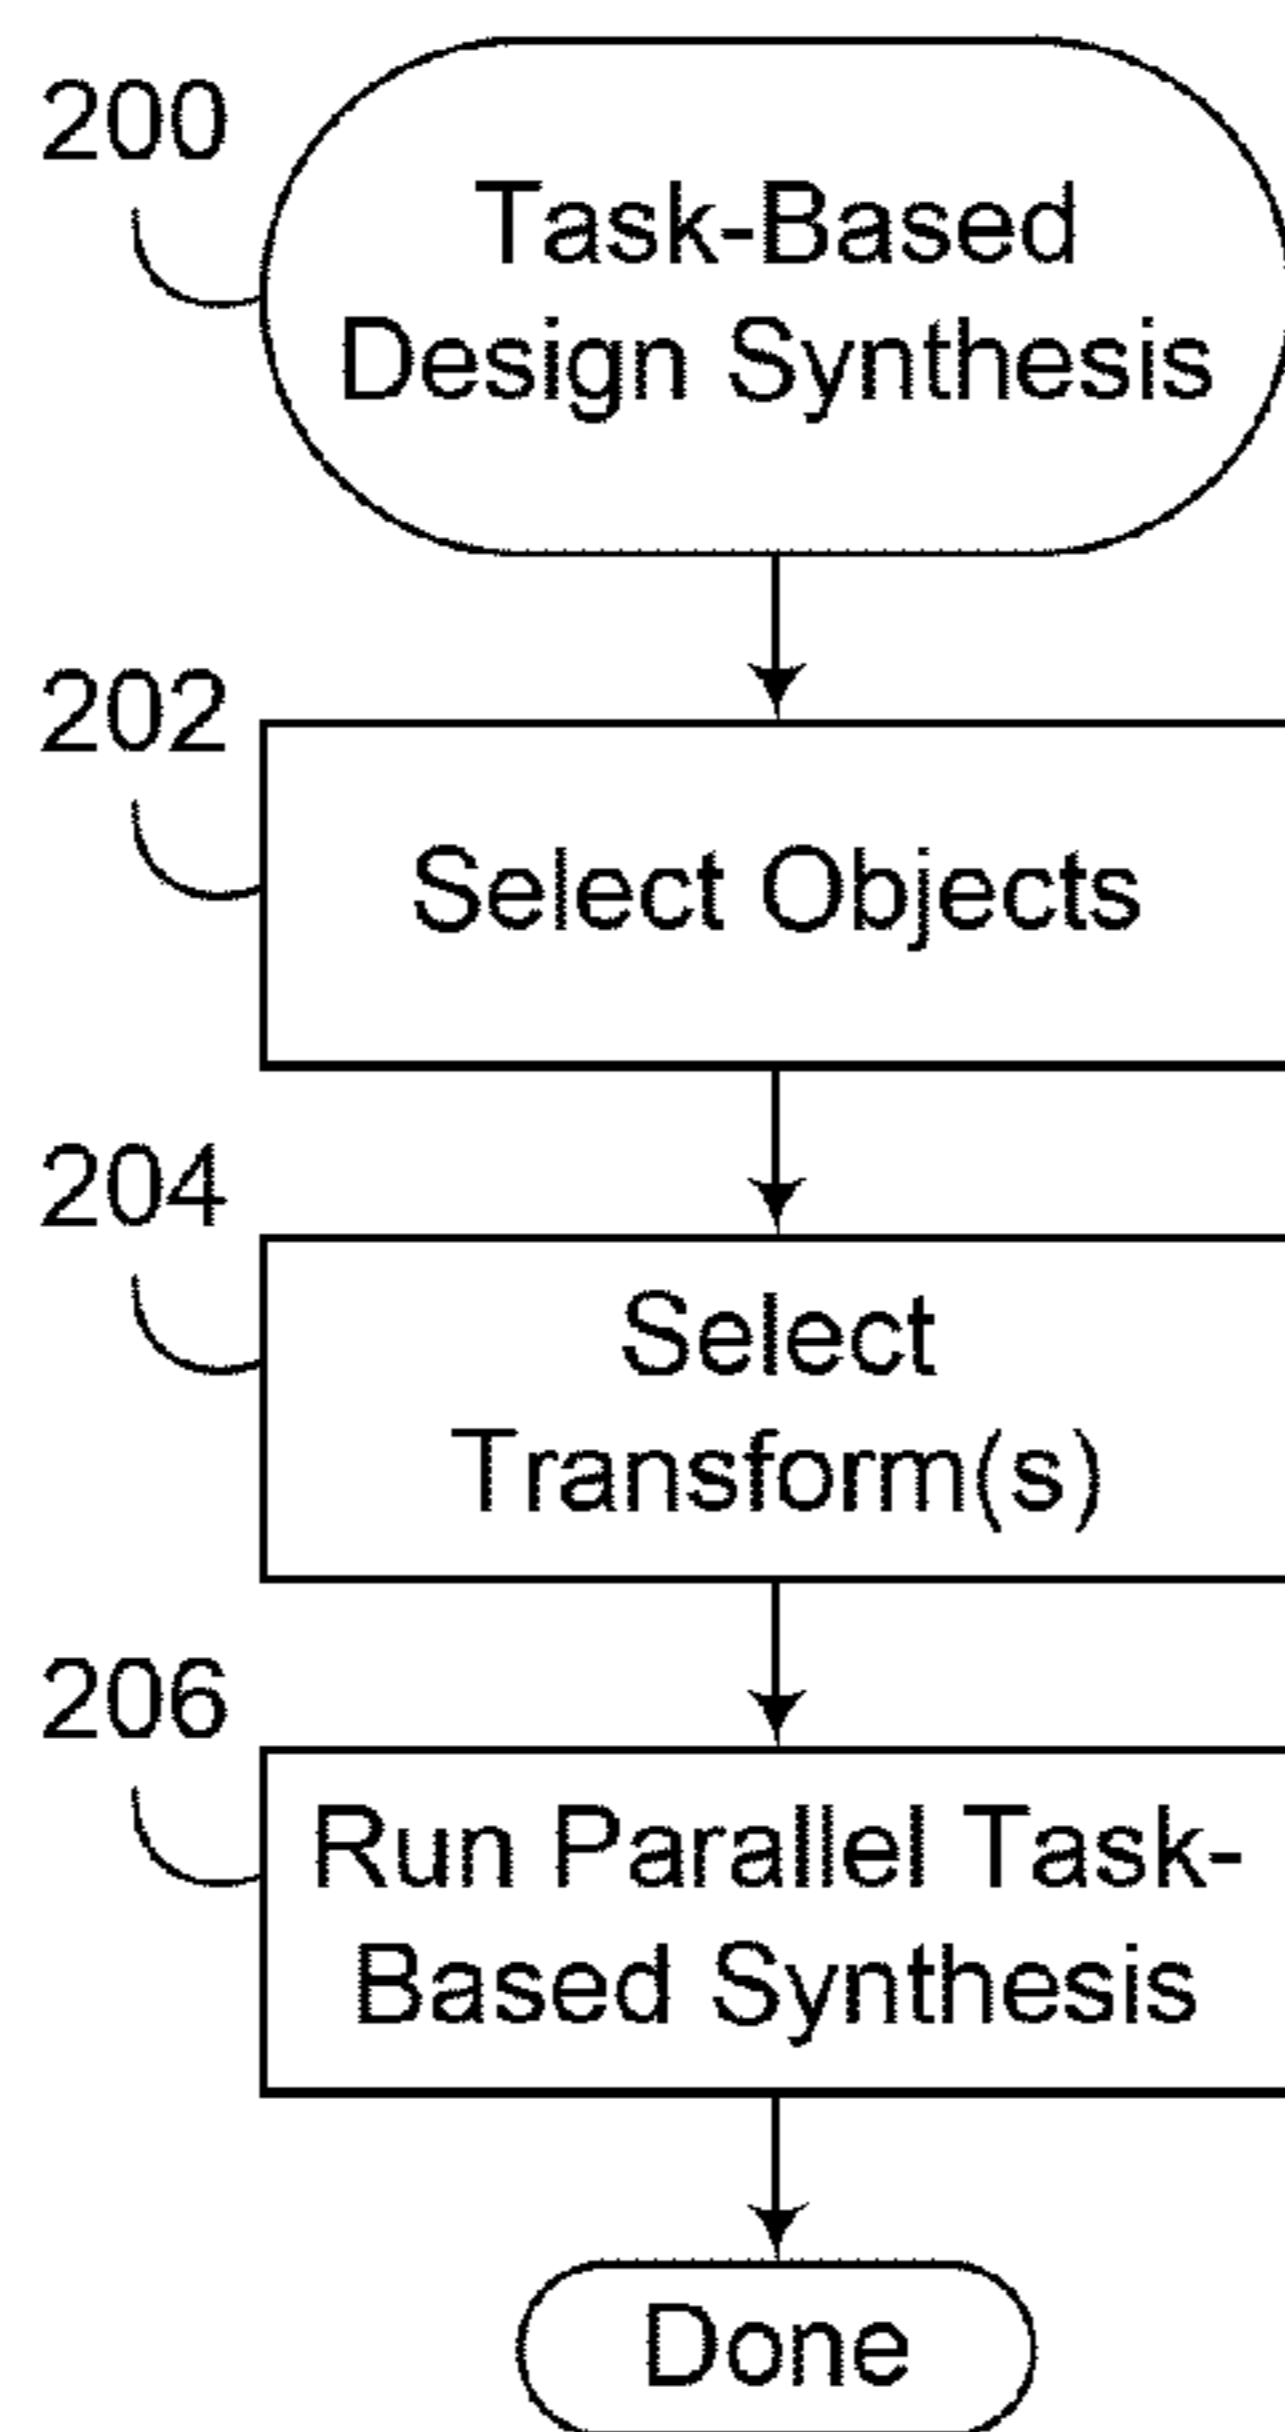 200
Task-Based
Design Synthesis
202
Select Objects
204
Select
Transform(s)
206
Run Parallel Task-
Based Synthesis
Done